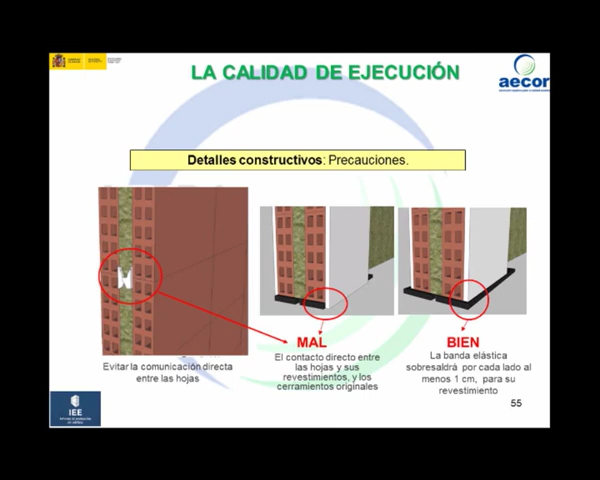 LA CALIDAD DE EJECUCIÓN
aecor
Detalles constructivos: Precauciones.
MAL
BIEN
Evitar la comunicación directa
entre las hojas
El contacto directo entre
las hojas y sus
revestimientos, y los
cerramientos originales
La banda elástica
sobresaldrá por cada lado al
menos 1 cm, para su
revestimiento
IEE
55